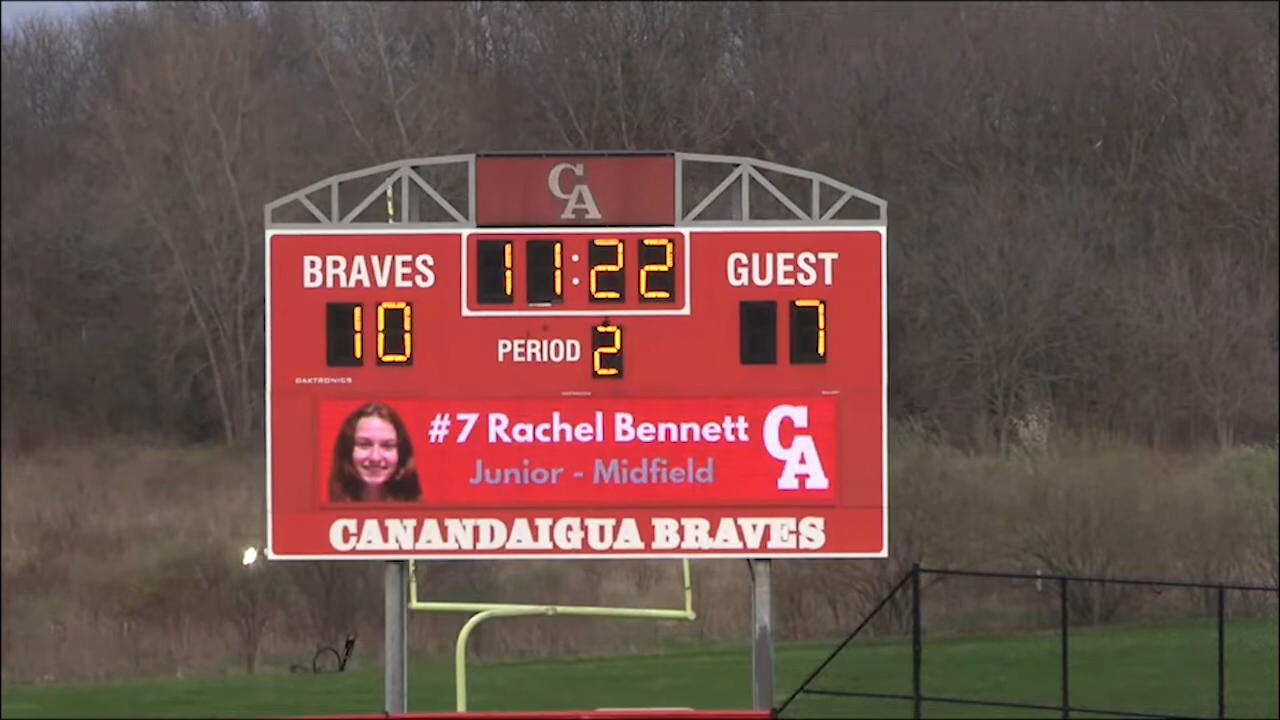 CA
BRAVES 11:22 GUEST
10 PERIOD 2 7
DAKTRONICS
#7 Rachel Bennett CA
Junior - Midfield
CANANDAIGUA BRAVES